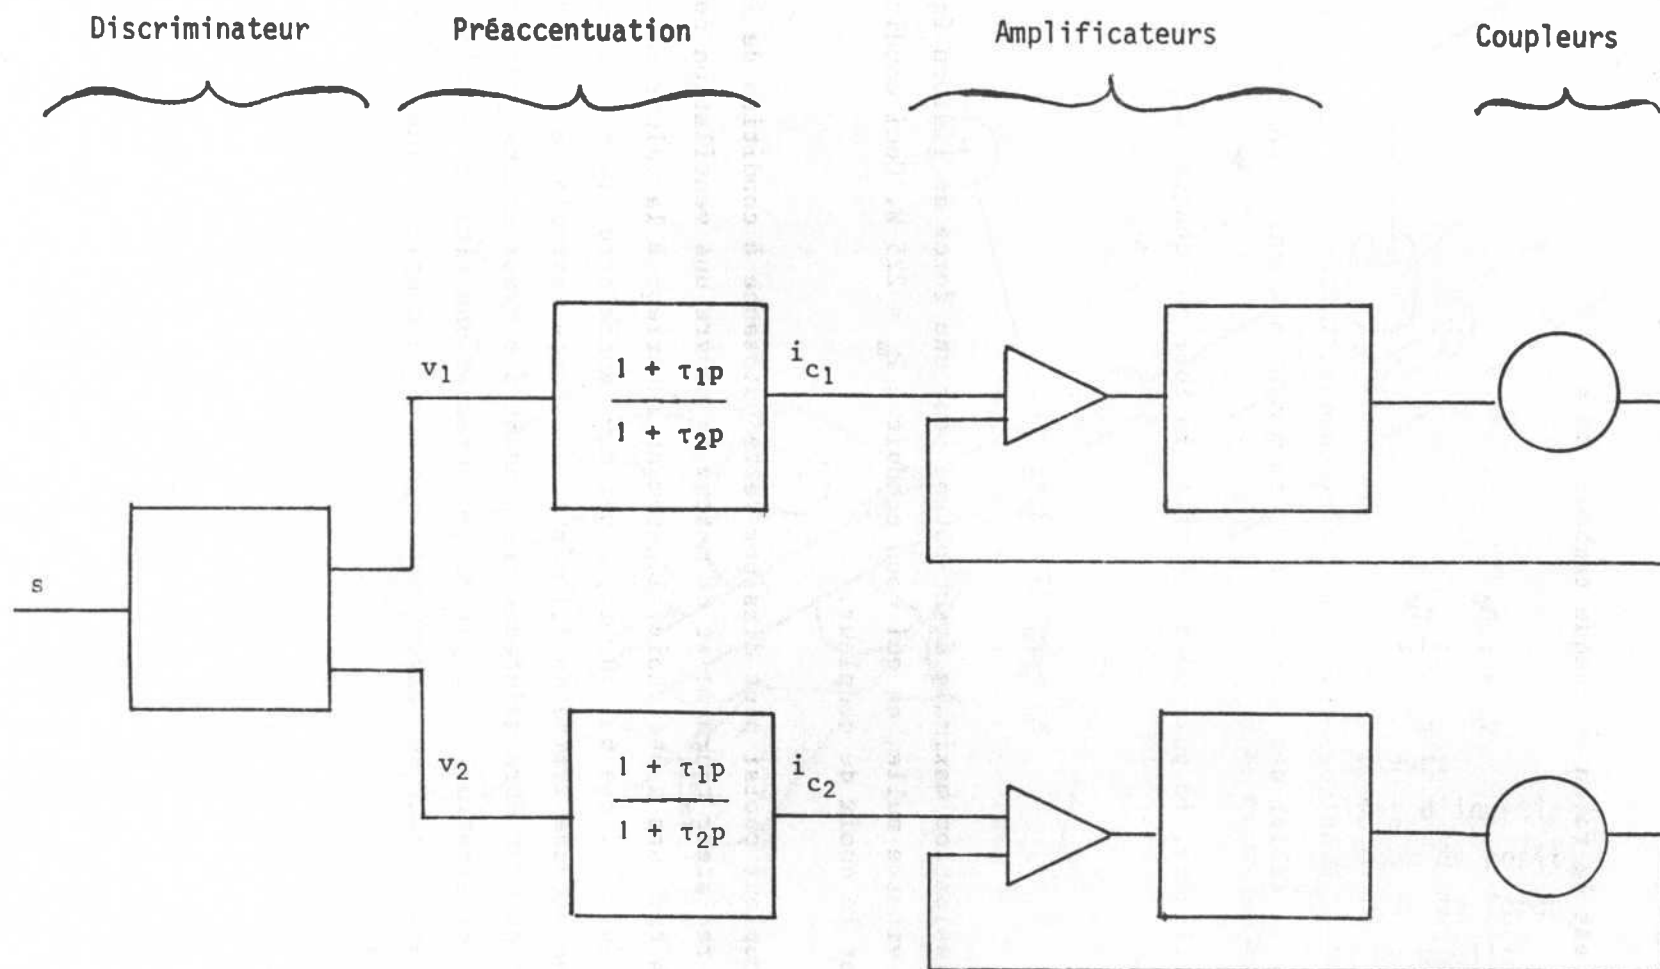 Discriminateur
Préaccentuation
Amplificateurs
Coupleurs
v1
1 + τ1p
1 + τ2p
ic1
s
v2
1 + τ1p
1 + τ2p
ic2